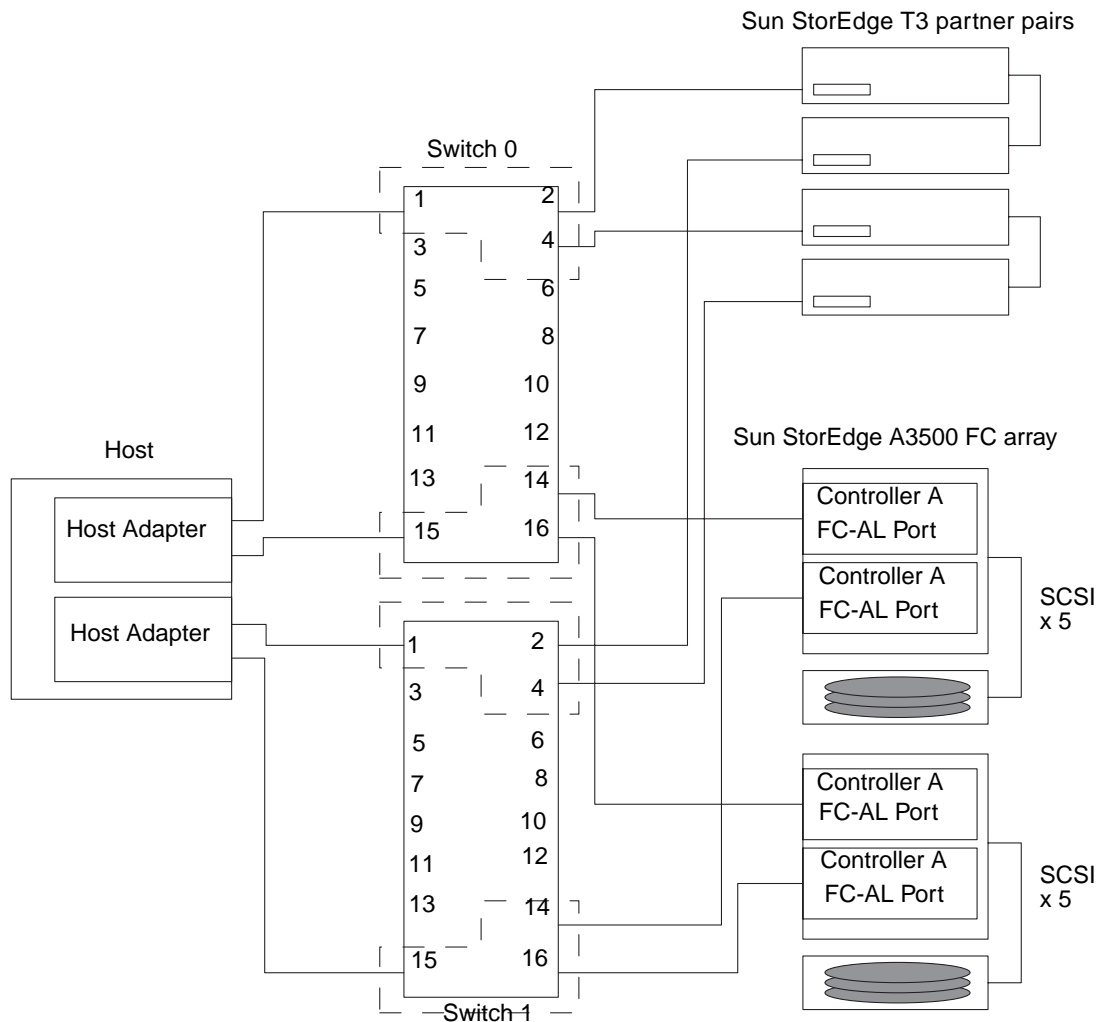 Sun StorEdge T3 partner pairs
Switch 0
1 2
3 4
5 6
7 8
9 10
11 12
13 14
15 16
Host
Host Adapter
Host Adapter
Sun StorEdge A3500 FC array
Controller A
FC-AL Port
Controller A
FC-AL Port
SCSI
x 5
1 2
3 4
5 6
7 8
9 10
11 12
13 14
15 16
Switch 1
Controller A
FC-AL Port
Controller A
FC-AL Port
SCSI
x 5